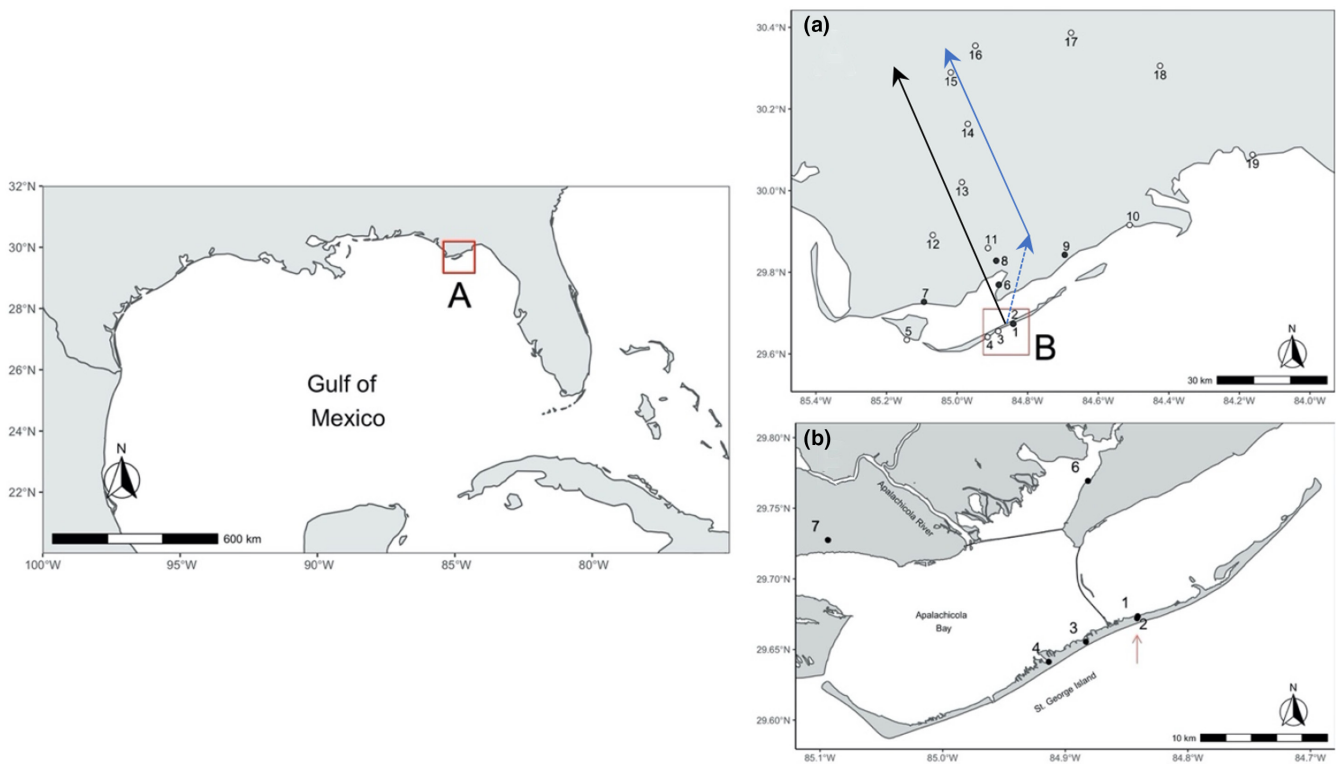 32°N
30°N
28°N
26°N
24°N
22°N
A
Gulf of
Mexico
N
600 km
100°W
95°W
90°W
85°W
80°W
(a)
30.4°N
30.2°N
30.0°N
29.8°N
29.6°N
17
16
18
15
14
19
13
10
12
11
9
8
6
7
2
5
1
3
4
B
N
30 km
85.4°W
85.2°W
85.0°W
84.8°W
84.6°W
84.4°W
84.2°W
84.0°W
(b)
29.80°N
29.75°N
29.70°N
29.65°N
29.60°N
6
Apalachicola River
7
Apalachicola
Bay
1
2
3
4
St. George Island
N
10 km
85.1°W
85.0°W
84.9°W
84.8°W
84.7°W